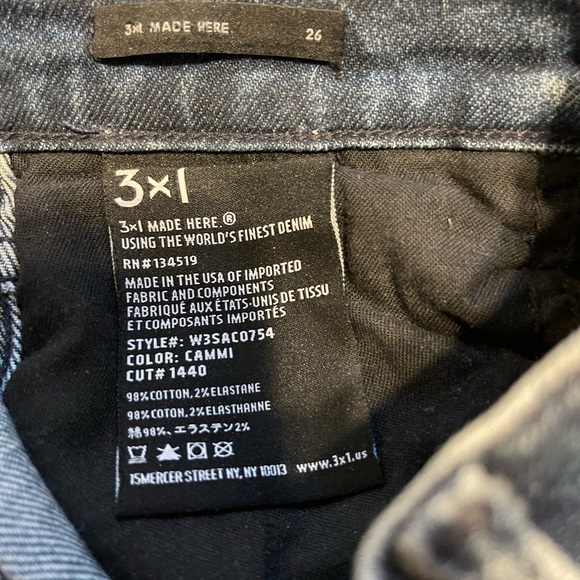 3x1 MADE HERE 26
3x1
3x1 MADE HERE.®
USING THE WORLD'S FINEST DENIM
RN#134519
MADE IN THE USA OF IMPORTED
FABRIC AND COMPONENTS
FABRIQUÉ AUX ÉTATS-UNIS DE TISSU
ET COMPOSANTS IMPORTÉS
STYLE#: W3SAC0754
COLOR: CAMMI
CUT# 1440
98% COTTON, 2% ELASTANE
98% COTON, 2% ELASTHANNE
綿98%, エラステン2%
15MERCER STREET NY, NY, 10013 www.3x1.us